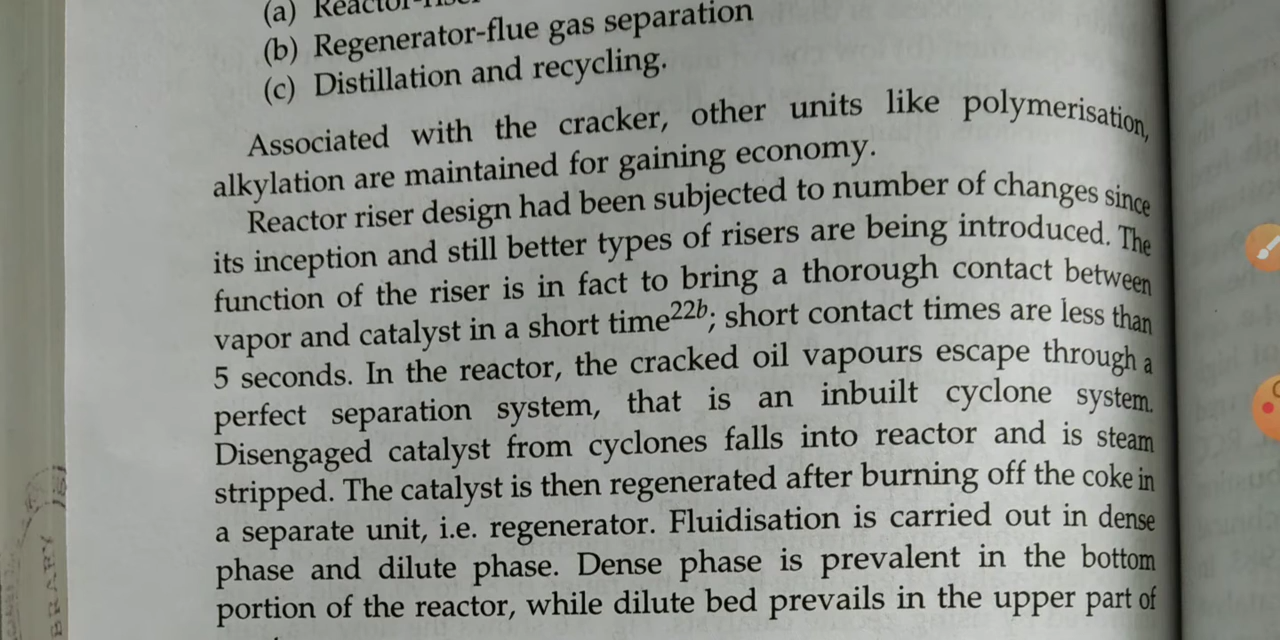 (a)
(b) Regenerator-flue gas separation
(c) Distillation and recycling.
Associated with the cracker, other units like polymerisation,
alkylation are maintained for gaining economy.
Reactor riser design had been subjected to number of changes since
its inception and still better types of risers are being introduced. The
function of the riser is in fact to bring a thorough contact between
vapor and catalyst in a short time22b; short contact times are less than
5 seconds. In the reactor, the cracked oil vapours escape through a
perfect separation system, that is an inbuilt cyclone system.
Disengaged catalyst from cyclones falls into reactor and is steam
stripped. The catalyst is then regenerated after burning off the coke in
a separate unit, i.e. regenerator. Fluidisation is carried out in dense
phase and dilute phase. Dense phase is prevalent in the bottom
portion of the reactor, while dilute bed prevails in the upper part of